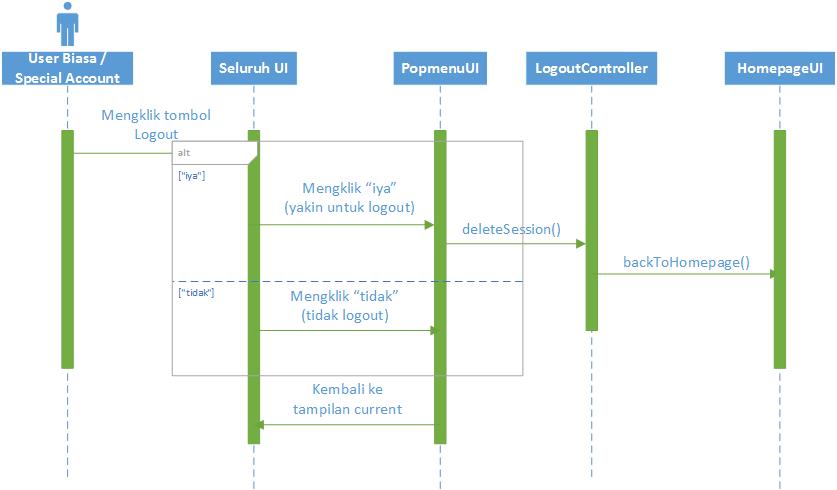 User Biasa /
Special Account
Seluruh UI
PopmenuUI
LogoutController
HomepageUI
Mengklik tombol
Logout
alt
["iya"]
Mengklik “iya”
(yakin untuk logout)
deleteSession()
backToHomepage()
["tidak"]
Mengklik “tidak”
(tidak logout)
Kembali ke
tampilan current